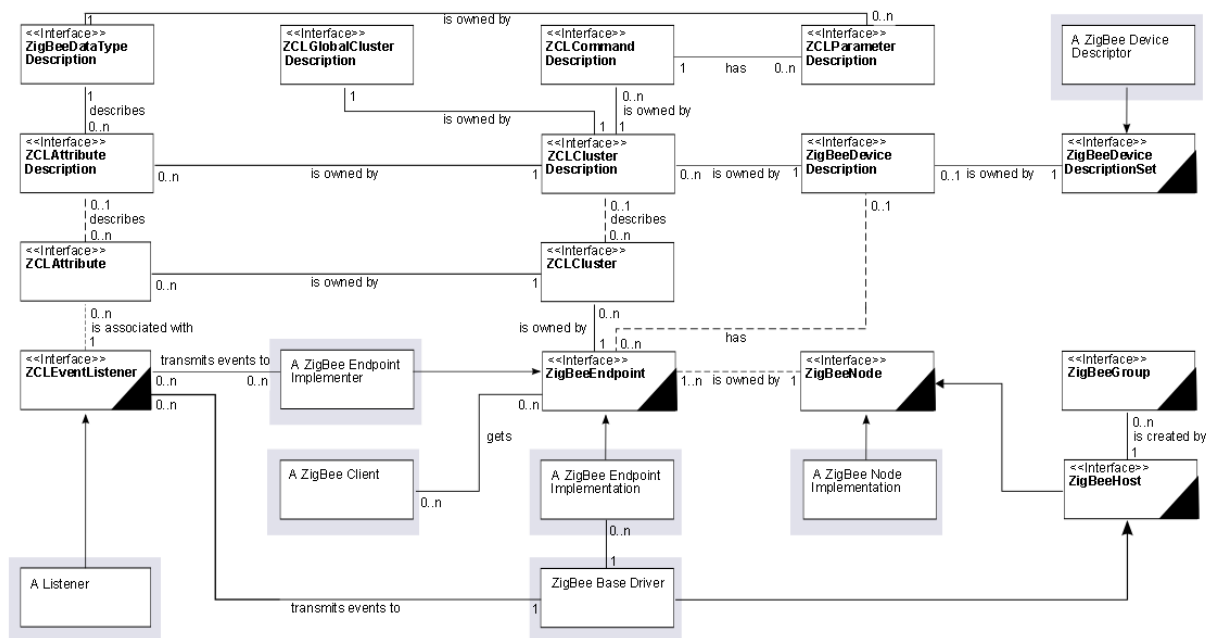 is owned by
1
0..n
<<Interface>>
ZigBeeDataType
Description
<<Interface>>
ZCLGlobalCluster
Description
<<Interface>>
ZCLCommand
Description
1
has
0..n
<<Interface>>
ZCLParameter
Description
A ZigBee Device
Descriptor
1
describes
0..n
1
is owned by
1
0..n
is owned by
1
<<Interface>>
ZCLAttribute
Description
0..n
is owned by
1
<<Interface>>
ZCLCluster
Description
0..n
is owned by
1
<<Interface>>
ZigBeeDevice
Description
0..1
is owned by
1
<<Interface>>
ZigBeeDevice
DescriptionSet
0..1
describes
0..n
0..1
describes
0..n
0..1
<<Interface>>
ZCLAttribute
0..n
is owned by
1
<<Interface>>
ZCLCluster
0..n
is associated with
1
0..n
is owned by
1
0..n
has
<<Interface>>
ZCLEventListener
transmits events to
0..n
0..n
0..n
A ZigBee Endpoint
Implementer
<<Interface>>
ZigBeeEndpoint
0..n
1..n
is owned by
1
<<Interface>>
ZigBeeNode
<<Interface>>
ZigBeeGroup
gets
0..n
is created by
1
A ZigBee Client
0..n
A ZigBee Endpoint
Implementation
A ZigBee Node
Implementation
<<Interface>>
ZigBeeHost
0..n
1
A Listener
transmits events to
1
ZigBee Base Driver